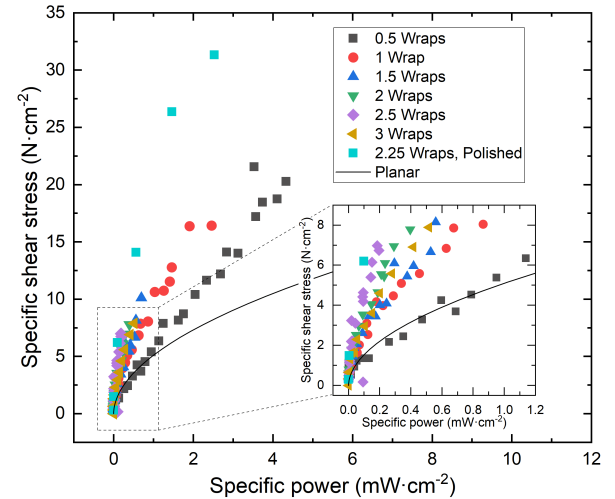 35
30
25
20
15
10
5
0
Specific shear stress (N·cm⁻²)
0.5 Wraps
1 Wrap
1.5 Wraps
2 Wraps
2.5 Wraps
3 Wraps
2.25 Wraps, Polished
Planar
8
6
4
2
0
Specific shear stress (N·cm⁻²)
0.0 0.2 0.4 0.6 0.8 1.0 1.2
Specific power (mW·cm⁻²)
0 2 4 6 8 10 12
Specific power (mW·cm⁻²)